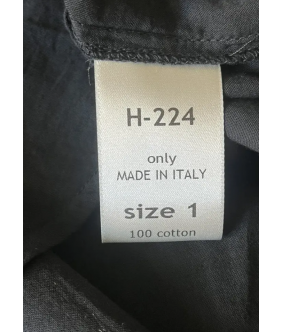 H-224
only
MADE IN ITALY
size 1
100 cotton